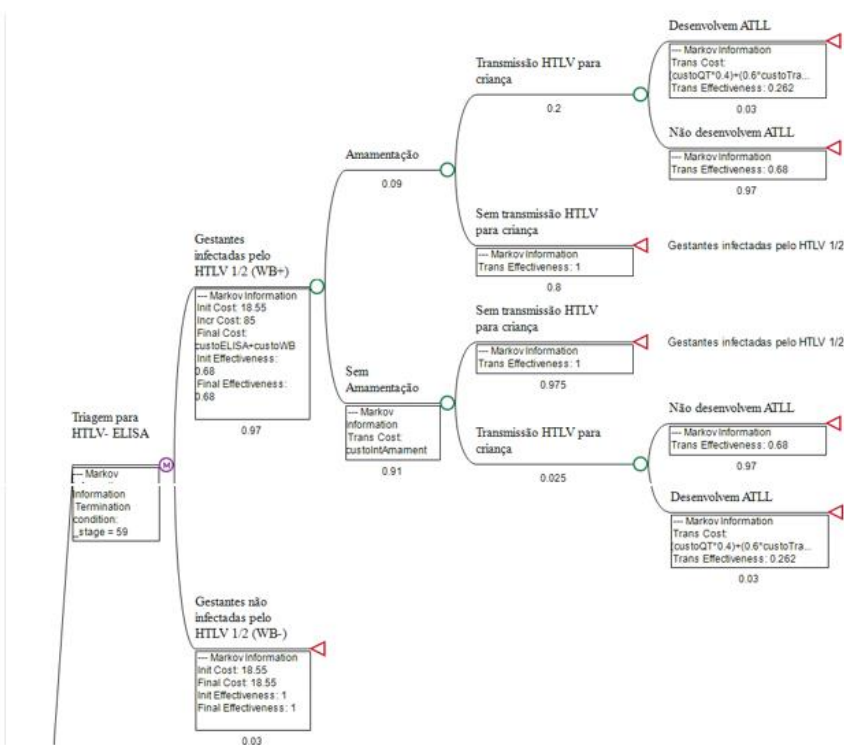 Triagem para
HTLV- ELISA
--- Markov
Information
Termination
condition:
_stage = 59
Gestantes
infectadas pelo
HTLV 1/2 (WB+)
--- Markov Information
Init Cost: 18.55
Incr Cost: 85
Final Cost:
custoELISA+custoWB
Init Effectiveness:
0.68
Final Effectiveness:
0.68
0.97
Amamentação
0.09
Transmissão HTLV para
criança
0.2
Desenvolvem ATLL
--- Markov Information
Trans Cost:
(custoQT*0.4)+(0.6*custoTra...
Trans Effectiveness: 0.262
0.03
Não desenvolvem ATLL
--- Markov Information
Trans Effectiveness: 0.68
0.97
Sem transmissão HTLV
para criança
--- Markov Information
Trans Effectiveness: 1
0.8
Gestantes infectadas pelo HTLV 1/2
Sem
Amamentação
--- Markov
Information
Trans Cost:
custoIntAmament
0.91
Sem transmissão HTLV
para criança
--- Markov Information
Trans Effectiveness: 1
0.975
Gestantes infectadas pelo HTLV 1/2
Transmissão HTLV para
criança
0.025
Não desenvolvem ATLL
--- Markov Information
Trans Effectiveness: 0.68
0.97
Desenvolvem ATLL
--- Markov Information
Trans Cost:
(custoQT*0.4)+(0.6*custoTra...
Trans Effectiveness: 0.262
0.03
Gestantes não
infectadas pelo
HTLV 1/2 (WB-)
--- Markov Information
Init Cost: 18.55
Final Cost: 18.55
Init Effectiveness: 1
Final Effectiveness: 1
0.03
M